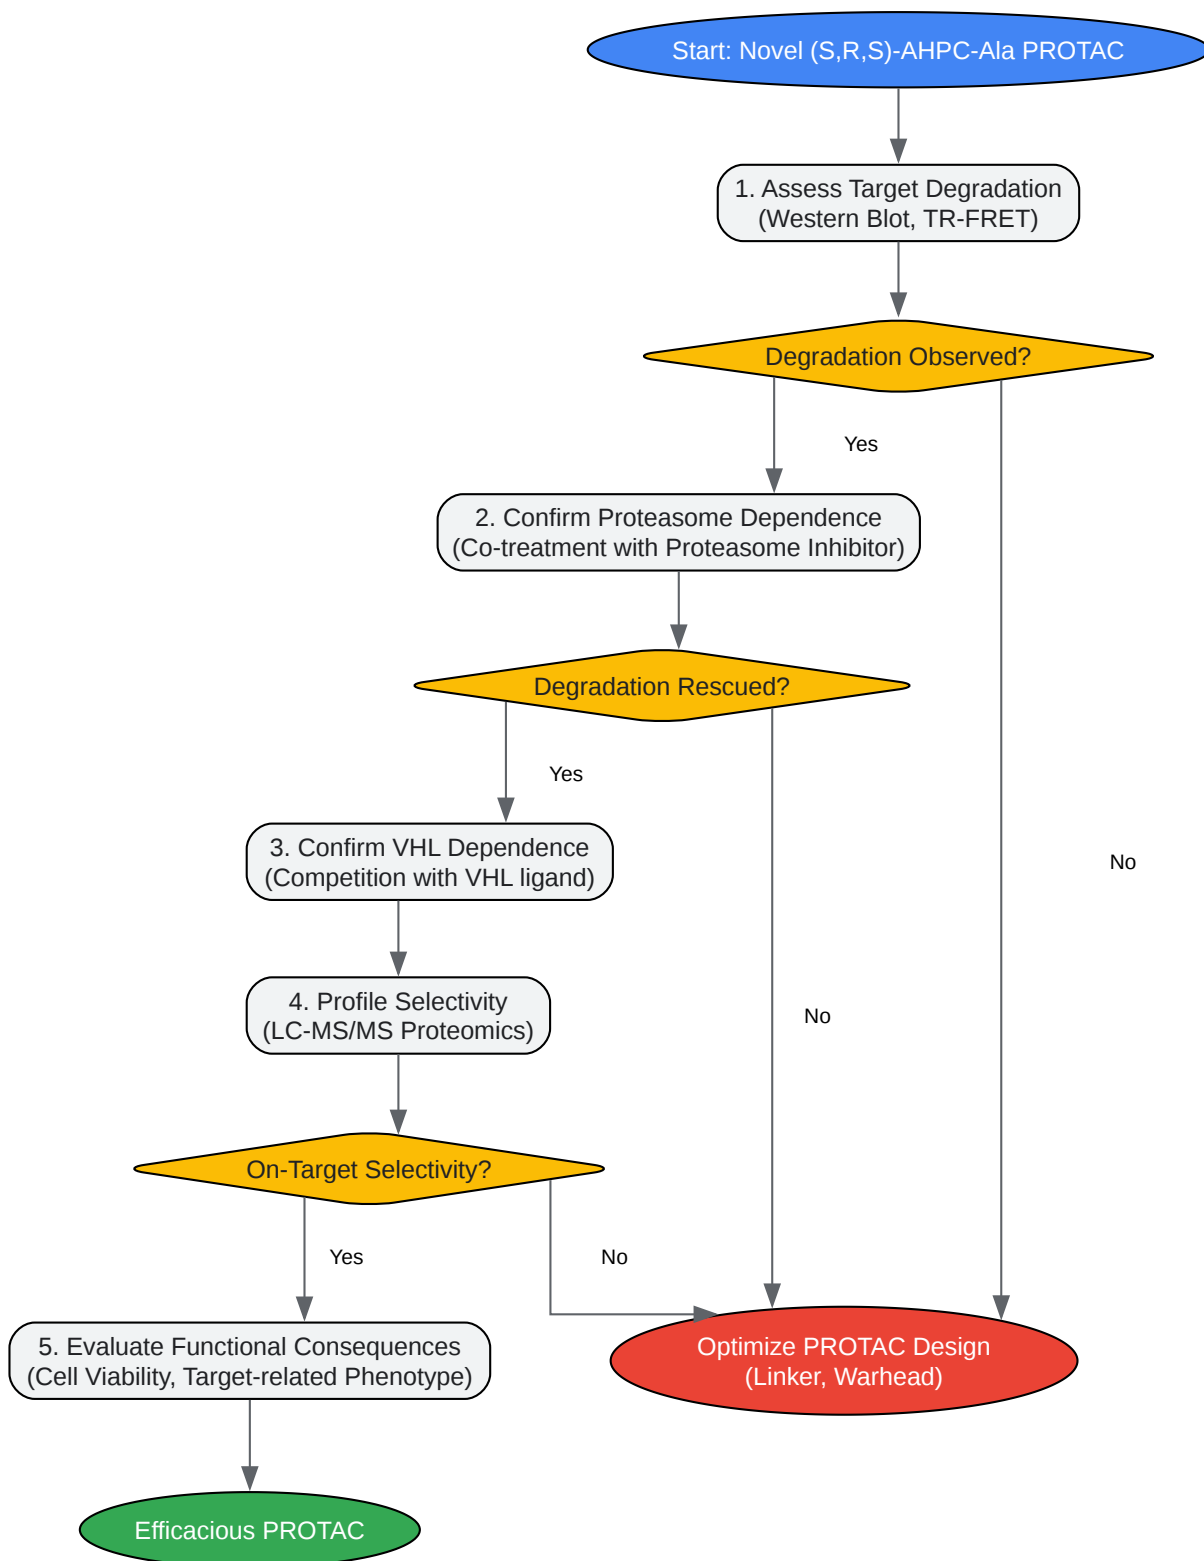 Start: Novel (S,R,S)-AHPC-Ala PROTAC
1. Assess Target Degradation
(Western Blot, TR-FRET)
Degradation Observed?
Yes
2. Confirm Proteasome Dependence
(Co-treatment with Proteasome Inhibitor)
Degradation Rescued?
Yes
3. Confirm VHL Dependence
(Competition with VHL ligand)
No
4. Profile Selectivity
(LC-MS/MS Proteomics)
No
On-Target Selectivity?
Yes
No
5. Evaluate Functional Consequences
(Cell Viability, Target-related Phenotype)
Optimize PROTAC Design
(Linker, Warhead)
Efficacious PROTAC